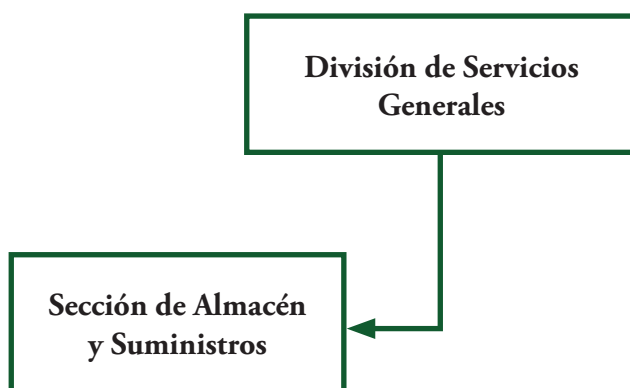 División de Servicios
Generales
Sección de Almacén
y Suministros